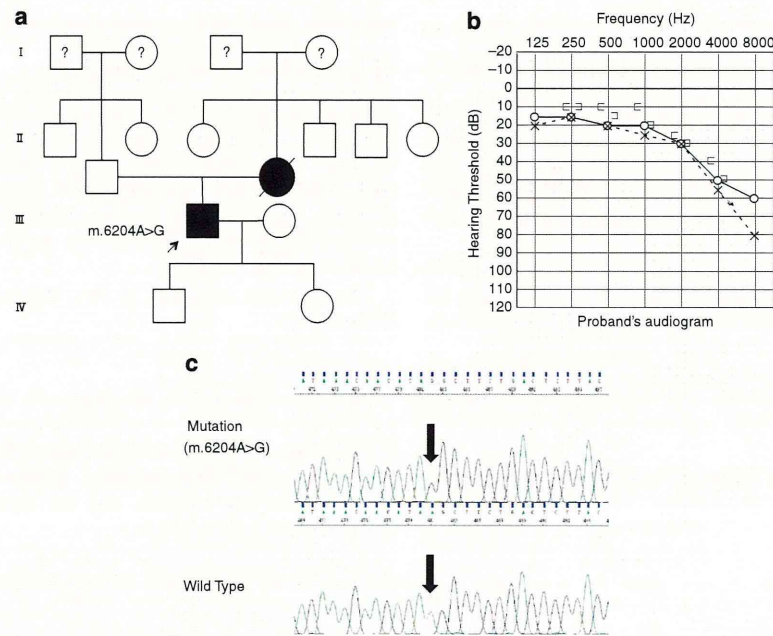 a
I
?
?
?
?
II
III
m.6204A>G
IV
b
Frequency (Hz)
125 250 500 1000 2000 4000 8000
Hearing Threshold (dB)
-20
-10
0
10
20
30
40
50
60
70
80
90
100
110
120
Proband's audiogram
c
Mutation
(m.6204A>G)
Wild Type